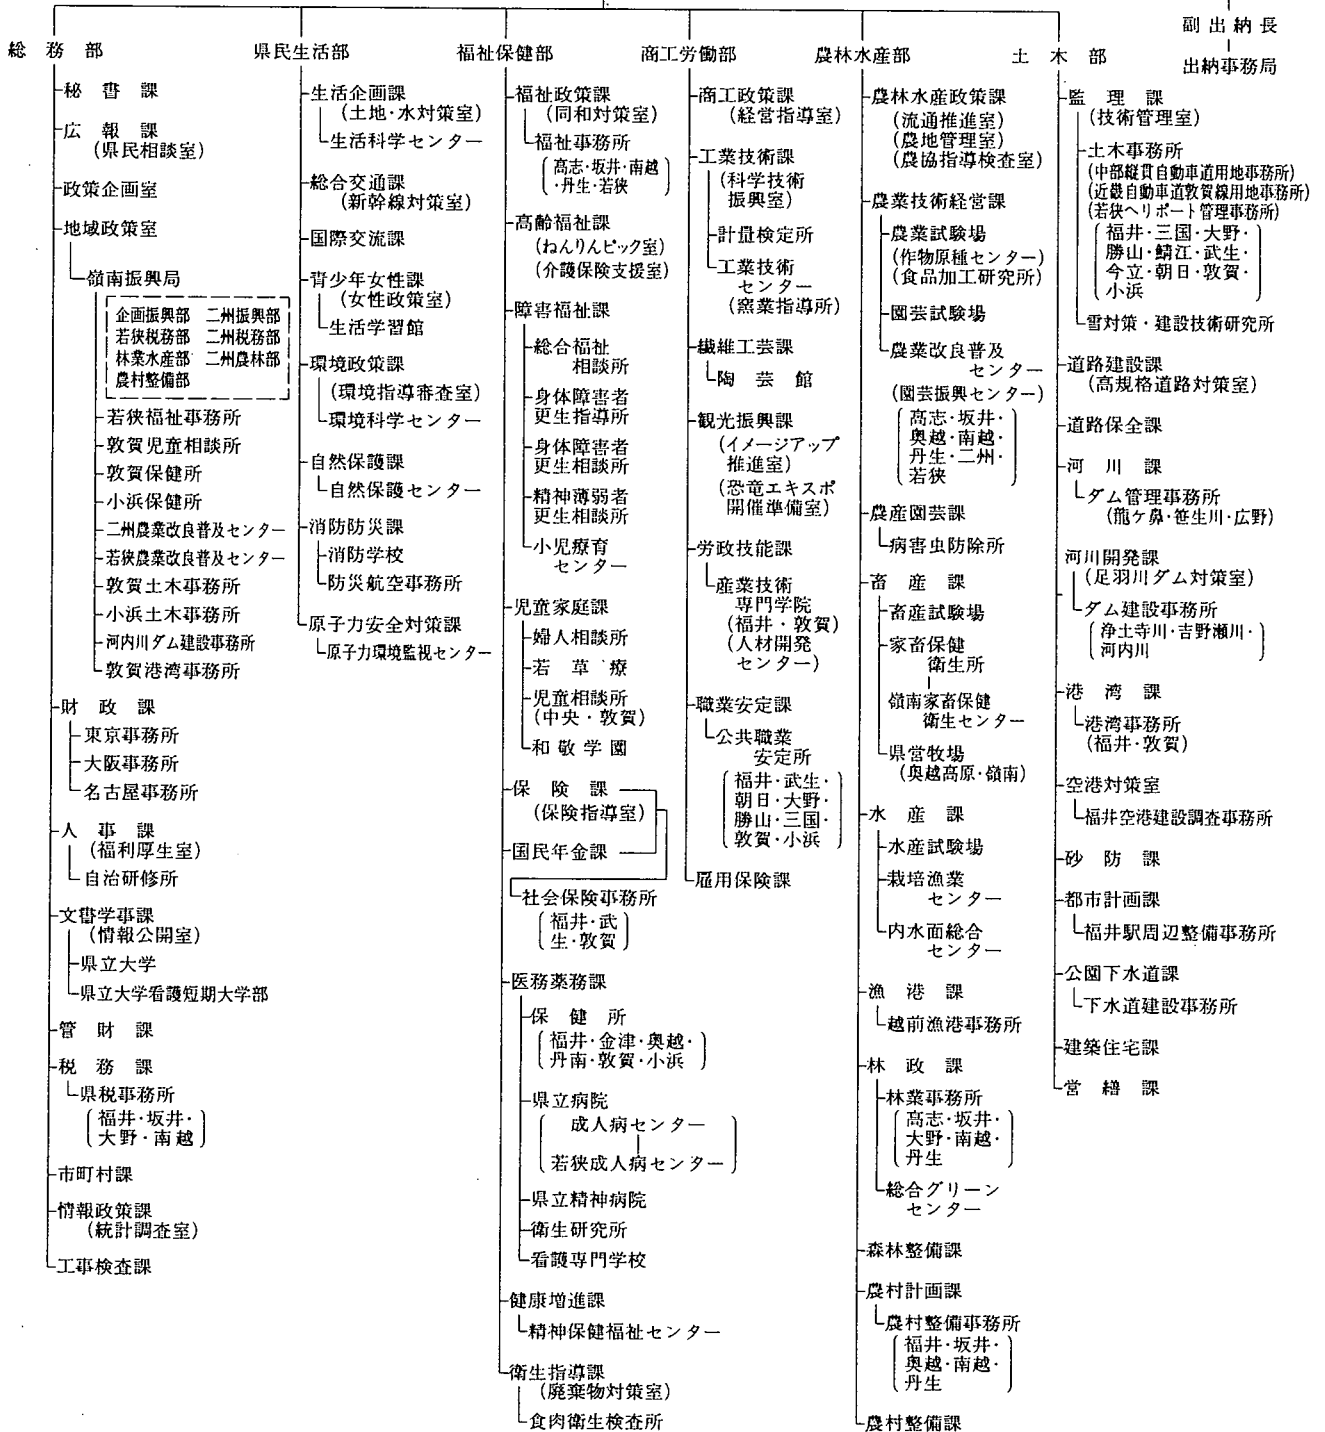 副出納長
出納事務局
総務部
秘書課
広報課
(県民相談室)
政策企画室
地域政策室
嶺南振興局
企画振興部 二州振興部
若狭税務部 二州税務部
林業水産部 二州農林部
農村整備部
若狭福祉事務所
敦賀児童相談所
敦賀保健所
小浜保健所
二州農業改良普及センター
若狭農業改良普及センター
敦賀土木事務所
小浜土木事務所
河内川ダム建設事務所
敦賀港湾事務所
財政課
東京事務所
大阪事務所
名古屋事務所
人事課
(福利厚生室)
自治研修所
文書学事課
(情報公開室)
県立大学
県立大学看護短期大学部
管財課
税務課
県税事務所
福井・坂井・
大野・南越
市町村課
情報政策課
(統計調査室)
工事検査課
県民生活部
生活企画課
(土地・水対策室)
生活科学センター
総合交通課
(新幹線対策室)
国際交流課
青少年女性課
(女性政策室)
生活学習館
環境政策課
(環境指導審査室)
環境科学センター
自然保護課
自然保護センター
消防防災課
消防学校
防災航空事務所
原子力安全対策課
原子力環境監視センター
福祉保健部
福祉政策課
(同和対策室)
福祉事務所
高志・坂井・南越
・丹生・若狭
高齢福祉課
(ねんりんピック室)
(介護保険支援室)
障害福祉課
総合福祉
相談所
身体障害者
更生指導所
身体障害者
更生相談所
精神薄弱者
更生相談所
小児療育
センター
児童家庭課
婦人相談所
若草療
児童相談所
(中央・敦賀)
和敬学園
保険課
(保険指導室)
国民年金課
社会保険事務所
福井・武
生・敦賀
医務薬務課
保健所
福井・金津・奥越・
丹南・敦賀・小浜
県立病院
成人病センター
若狭成人病センター
県立精神病院
衛生研究所
看護専門学校
健康増進課
精神保健福祉センター
衛生指導課
(廃棄物対策室)
食肉衛生検査所
商工労働部
商工政策課
(経営指導室)
工業技術課
(科学技術
振興室)
計量検定所
工業技術
センター
(窯業指導所)
繊維工芸課
陶芸館
観光振興課
(イメージアップ
推進室)
(恐竜エキスポ
開催準備室)
労政技能課
産業技術
専門学院
(福井・敦賀)
(人材開発
センター)
職業安定課
公共職業
安定所
福井・武生・
朝日・大野・
勝山・三国・
敦賀・小浜
雇用保険課
農林水産部
農林水産政策課
(流通推進室)
(農地管理室)
(農協指導検査室)
農業技術経営課
農業試験場
(作物原種センター)
(食品加工研究所)
園芸試験場
農業改良普及
センター
(園芸振興センター)
高志・坂井・
奥越・南越・
丹生・二州・
若狭
農産園芸課
病害虫防除所
畜産課
畜産試験場
家畜保健
衛生所
嶺南家畜保健
衛生センター
県営牧場
(奥越高原・嶺南)
水産課
水産試験場
栽培漁業
センター
内水面総合
センター
漁港課
越前漁港事務所
林政課
林業事務所
高志・坂井・
大野・南越・
丹生
総合グリーン
センター
森林整備課
農村計画課
農村整備事務所
福井・坂井・
奥越・南越・
丹生
農村整備課
土木部
監理課
(技術管理室)
土木事務所
(中部縦貫自動車道用地事務所)
(近畿自動車道敦賀線用地事務所)
(若狭ヘリポート管理事務所)
福井・三国・大野・
勝山・鯖江・武生・
今立・朝日・敦賀・
小浜
雪対策・建設技術研究所
道路建設課
(高規格道路対策室)
道路保全課
河川課
ダム管理事務所
(龍ケ鼻・笹生川・広野)
河川開発課
(足羽川ダム対策室)
ダム建設事務所
浄土寺川・吉野瀬川・
河内川
港湾課
港湾事務所
(福井・敦賀)
空港対策室
福井空港建設調査事務所
砂防課
都市計画課
福井駅周辺整備事務所
公園下水道課
下水道建設事務所
建築住宅課
営繕課